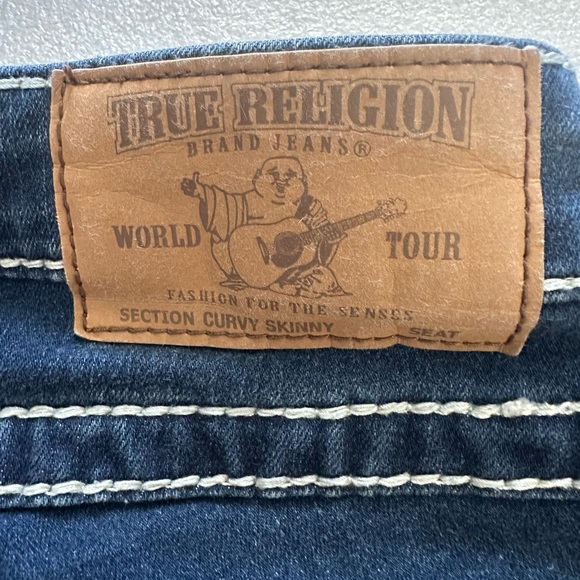 TRUE RELIGION
BRAND JEANS®
WORLD TOUR
FASHION FOR THE SENSES
SECTION CURVY SKINNY SEAT